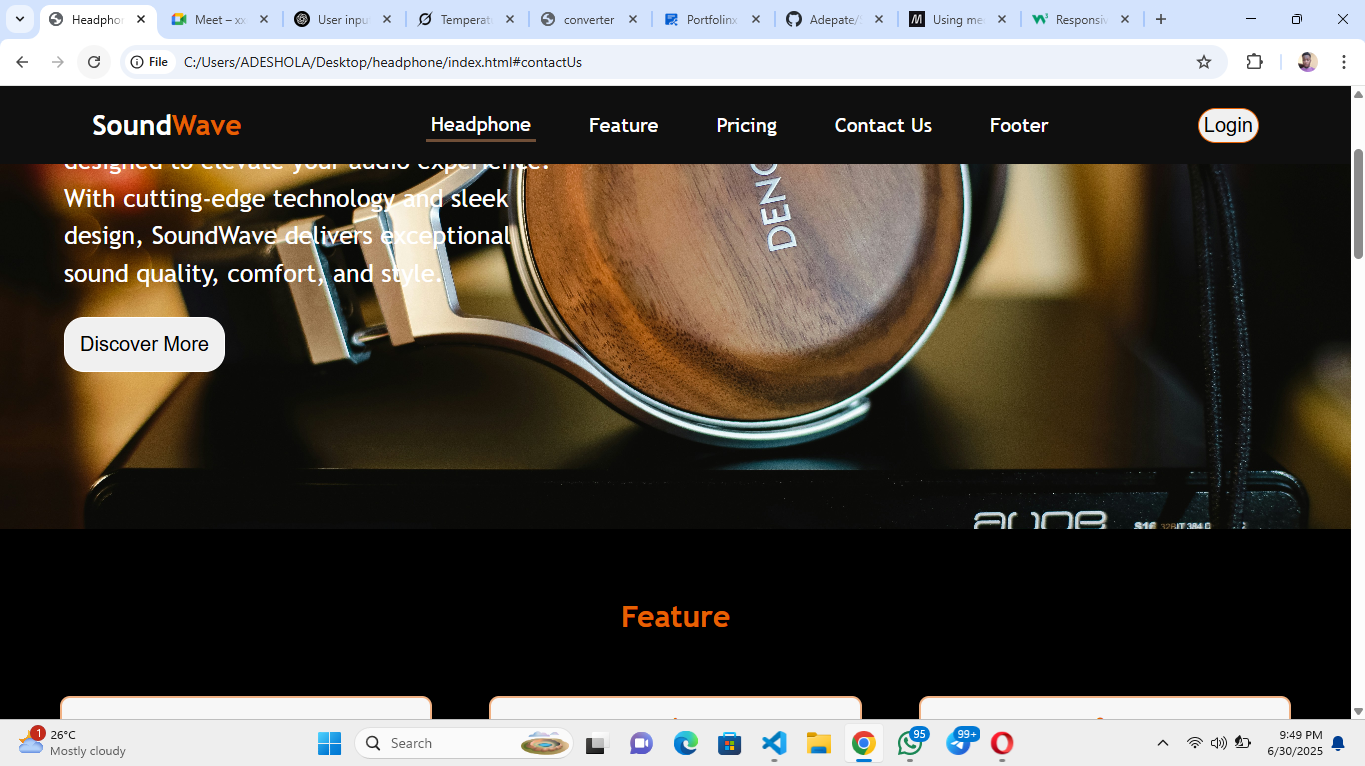 Headphon
Meet – xx
User inpu
Temperat
converter
Portfolinx
Adepate/
Using me
Responsiv
File
C:/Users/ADESHOLA/Desktop/headphone/index.html#contactUs
SoundWave
Headphone
Feature
Pricing
Contact Us
Footer
Login
designed to elevate your audio experience.
With cutting-edge technology and sleek
design, SoundWave delivers exceptional
sound quality, comfort, and style.
Discover More
Feature
1
26°C
Mostly cloudy
Search
95
99+
9:49 PM
6/30/2025